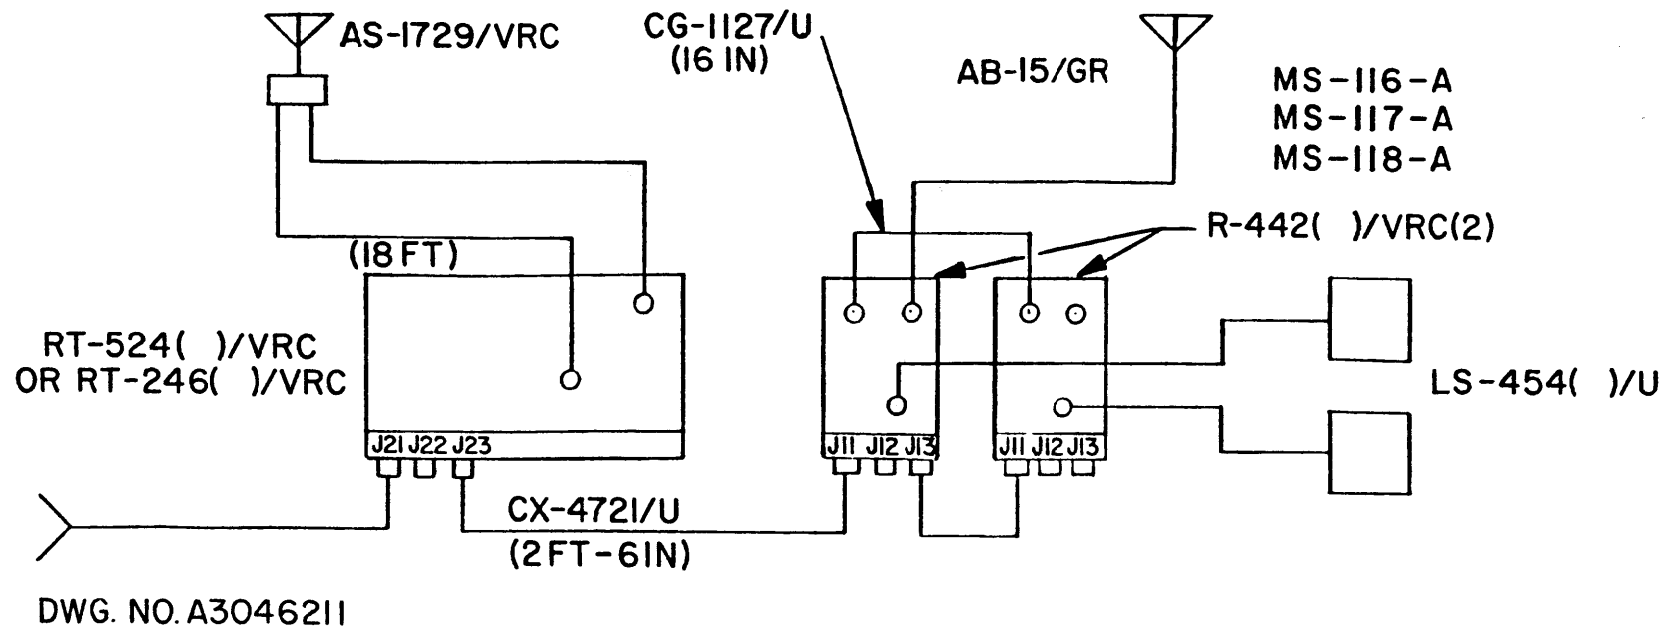 AS-1729/VRC
CG-1127/U
(16 IN)
AB-15/GR
MS-116-A
MS-117-A
MS-118-A
R-442( )/VRC(2)
(18 FT)
RT-524( )/VRC
OR RT-246( )/VRC
LS-454( )/U
J21 J22 J23
J11 J12 J13
J11 J12 J13
CX-4721/U
(2FT-6IN)
DWG. NO. A3046211